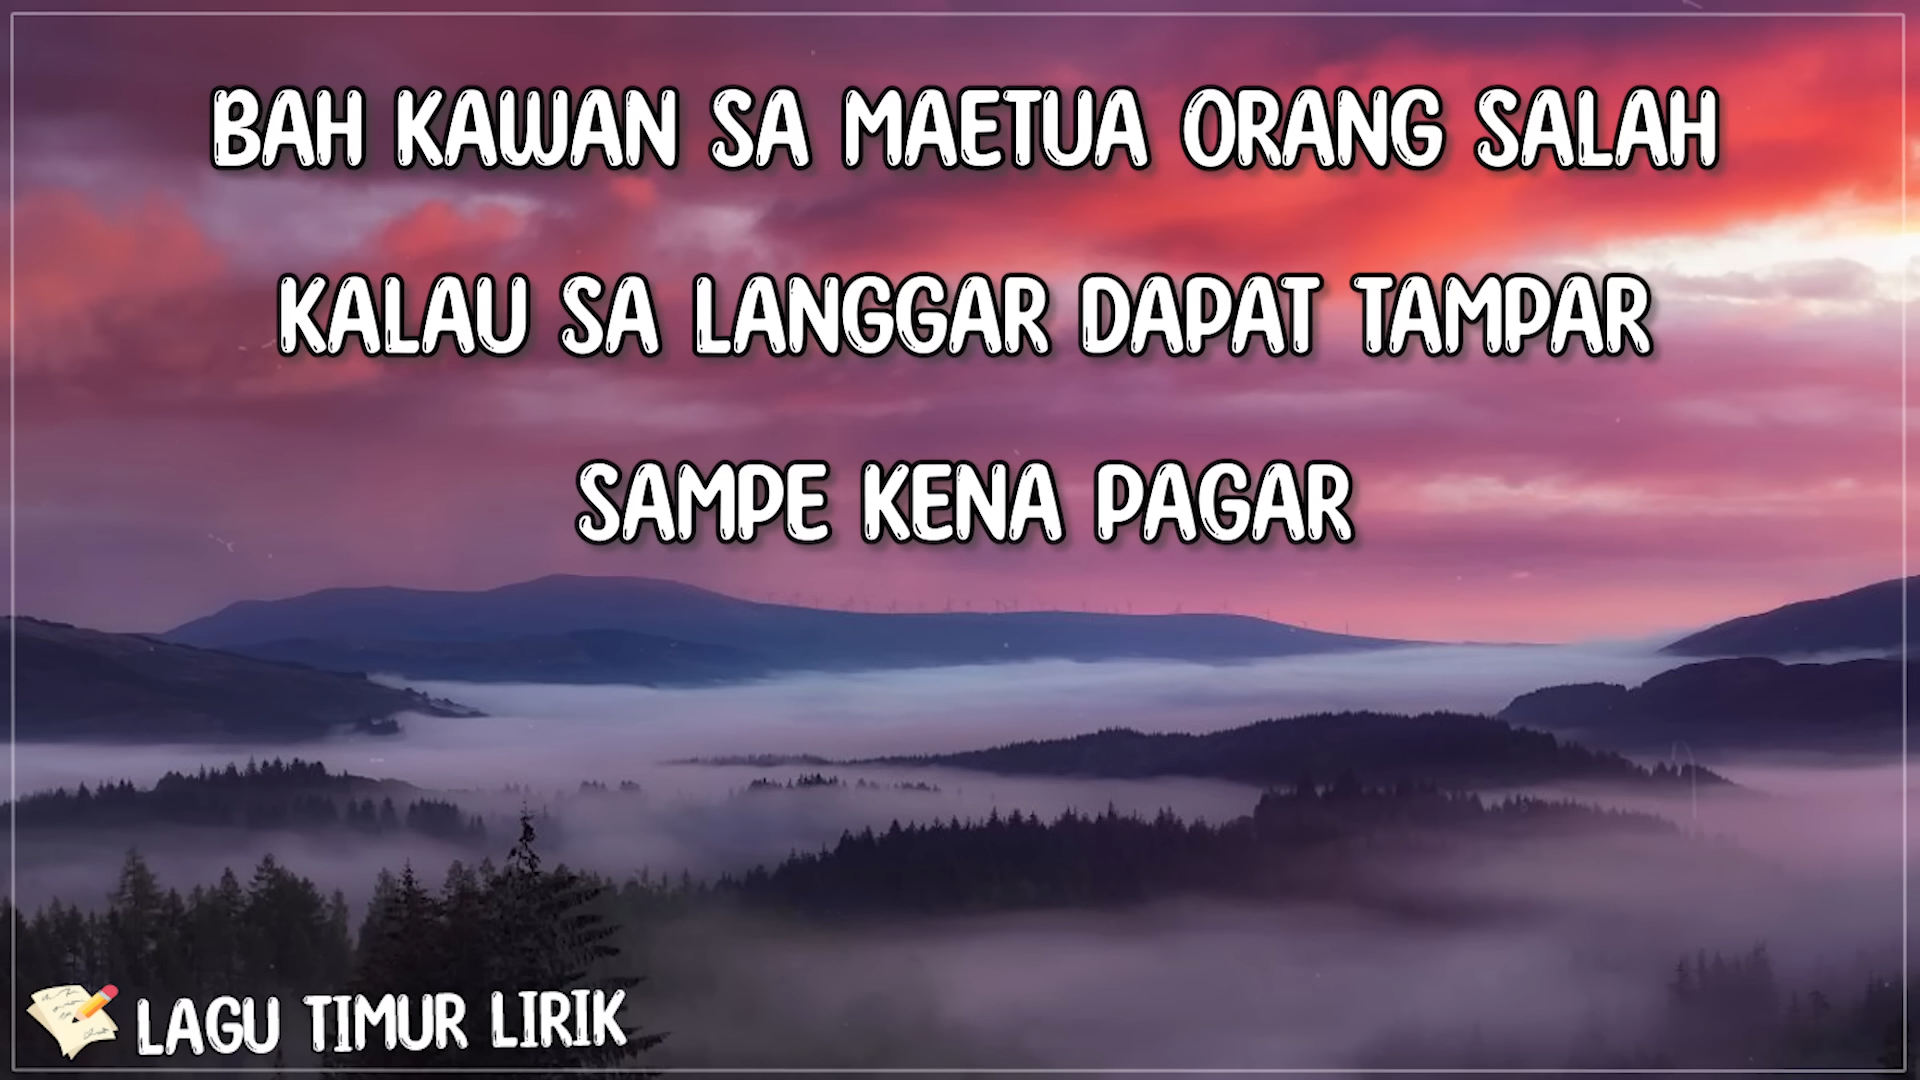 BAH KAWAN SA MAETUA ORANG SALAH
KALAU SA LANGGAR DAPAT TAMPAR
SAMPE KENA PAGAR
LAGU TIMUR LIRIK